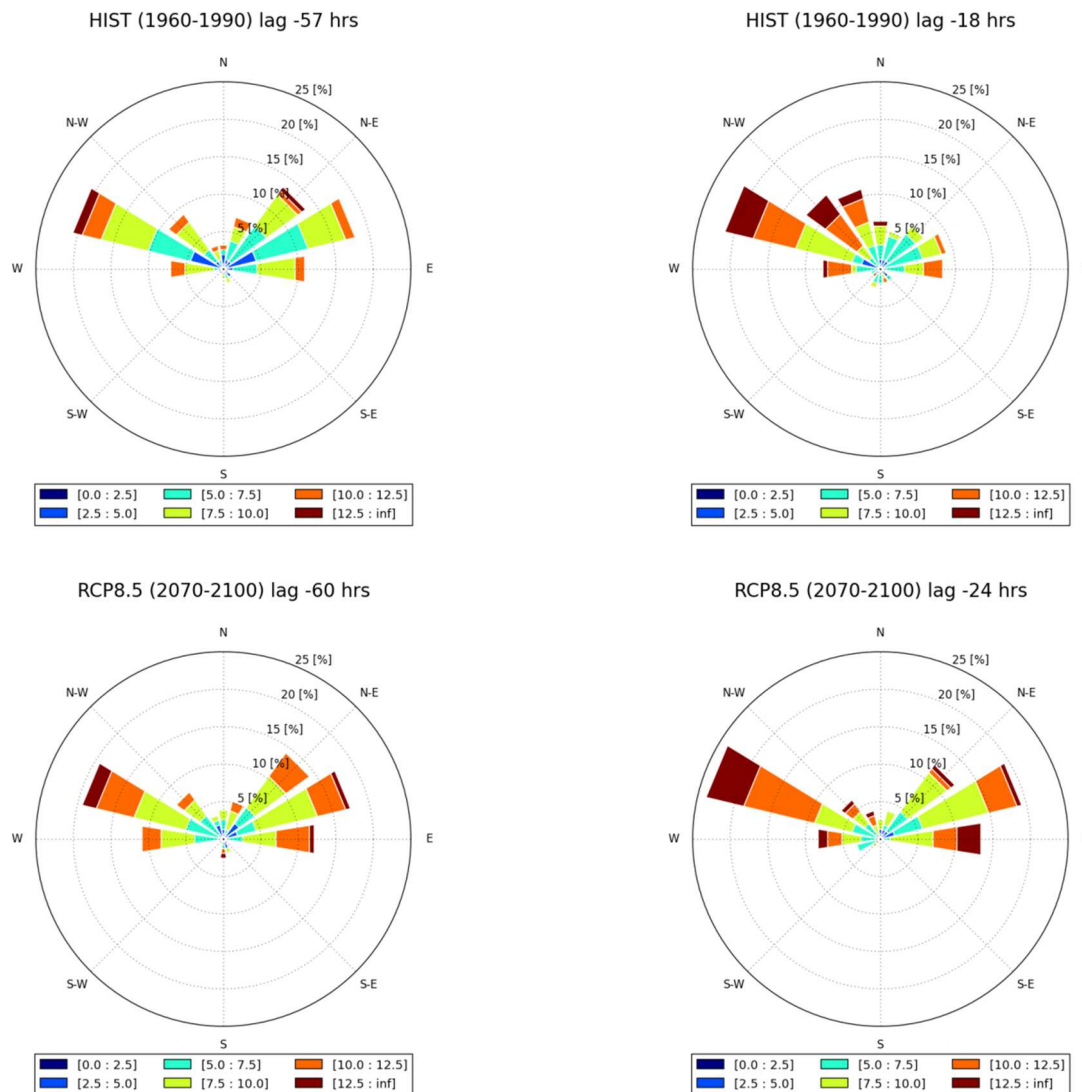 HIST (1960-1990) lag -57 hrs
N
25 [%]
N-W
20 [%]
N-E
15 [%]
10 [%]
5 [%]
W
E
S-W
S-E
S
[0.0 : 2.5] [5.0 : 7.5] [10.0 : 12.5]
[2.5 : 5.0] [7.5 : 10.0] [12.5 : inf]
HIST (1960-1990) lag -18 hrs
N
25 [%]
N-W
20 [%]
N-E
15 [%]
10 [%]
5 [%]
W
E
S-W
S-E
S
[0.0 : 2.5] [5.0 : 7.5] [10.0 : 12.5]
[2.5 : 5.0] [7.5 : 10.0] [12.5 : inf]
RCP8.5 (2070-2100) lag -60 hrs
N
25 [%]
N-W
20 [%]
N-E
15 [%]
10 [%]
5 [%]
W
E
S-W
S-E
S
[0.0 : 2.5] [5.0 : 7.5] [10.0 : 12.5]
[2.5 : 5.0] [7.5 : 10.0] [12.5 : inf]
RCP8.5 (2070-2100) lag -24 hrs
N
25 [%]
N-W
20 [%]
N-E
15 [%]
10 [%]
5 [%]
W
E
S-W
S-E
S
[0.0 : 2.5] [5.0 : 7.5] [10.0 : 12.5]
[2.5 : 5.0] [7.5 : 10.0] [12.5 : inf]